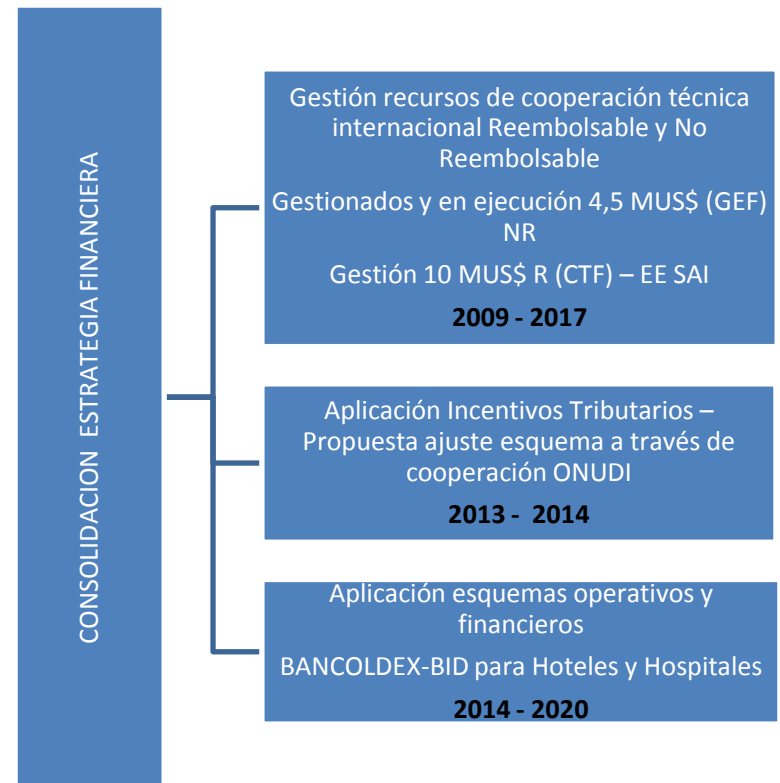 CONSOLIDACION ESTRATEGIA FINANCIERA
Gestión recursos de cooperación técnica
internacional Reembolsable y No
Reembolsable
Gestionados y en ejecución 4,5 MUS$ (GEF)
NR
Gestión 10 MUS$ R (CTF) – EE SAI
2009 - 2017
Aplicación Incentivos Tributarios –
Propuesta ajuste esquema a través de
cooperación ONUDI
2013 - 2014
Aplicación esquemas operativos y
financieros
BANCOLDEX-BID para Hoteles y Hospitales
2014 - 2020